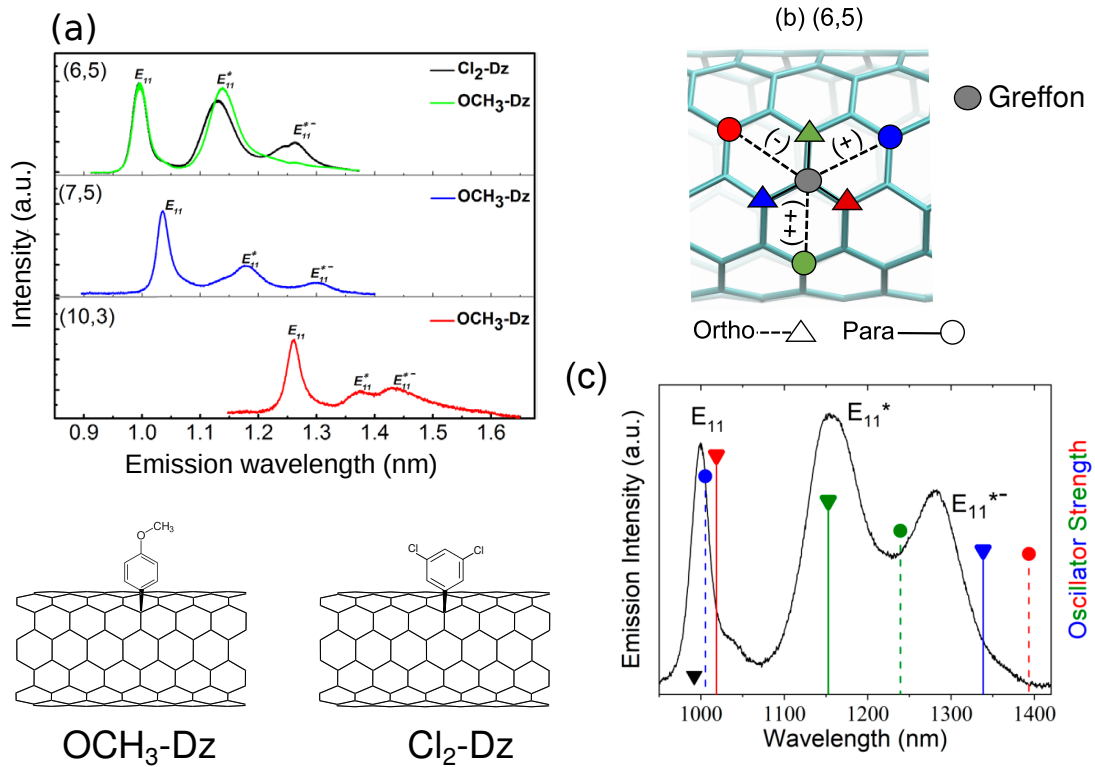 (a)
(6,5)
E11
E11*
E11*-
Cl2-Dz
OCH3-Dz
(7,5)
E11
E11*
E11*-
OCH3-Dz
(10,3)
E11
E11*
E11*-
OCH3-Dz
Intensity (a.u.)
0.9 1.0 1.1 1.2 1.3 1.4 1.5 1.6
Emission wavelength (nm)
O CH3
Cl Cl
OCH3-Dz
Cl2-Dz
(b) (6,5)
Greffon
(-)
(+)
(++)
Ortho
Para
(c)
E11
E11*
E11*-
Emission Intensity (a.u.)
Oscillator Strength
1000 1100 1200 1300 1400
Wavelength (nm)